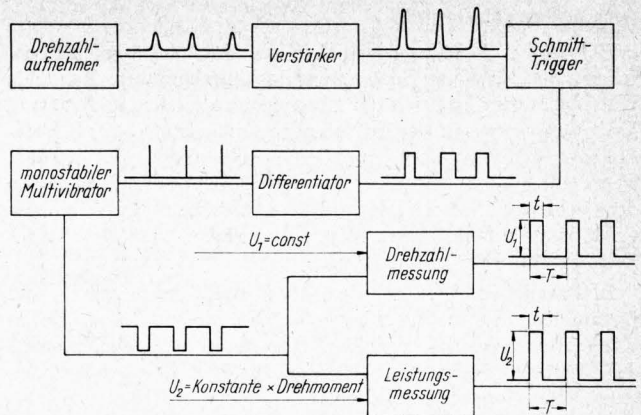 Drehzahl-
aufnehmer
Verstärker
Schmitt-
Trigger
monostabiler
Multivibrator
Differentiator
U₁=const
Drehzahl-
messung
t
U₁
T
U₂=Konstante × Drehmoment
Leistungs-
messung
t
U₂
T